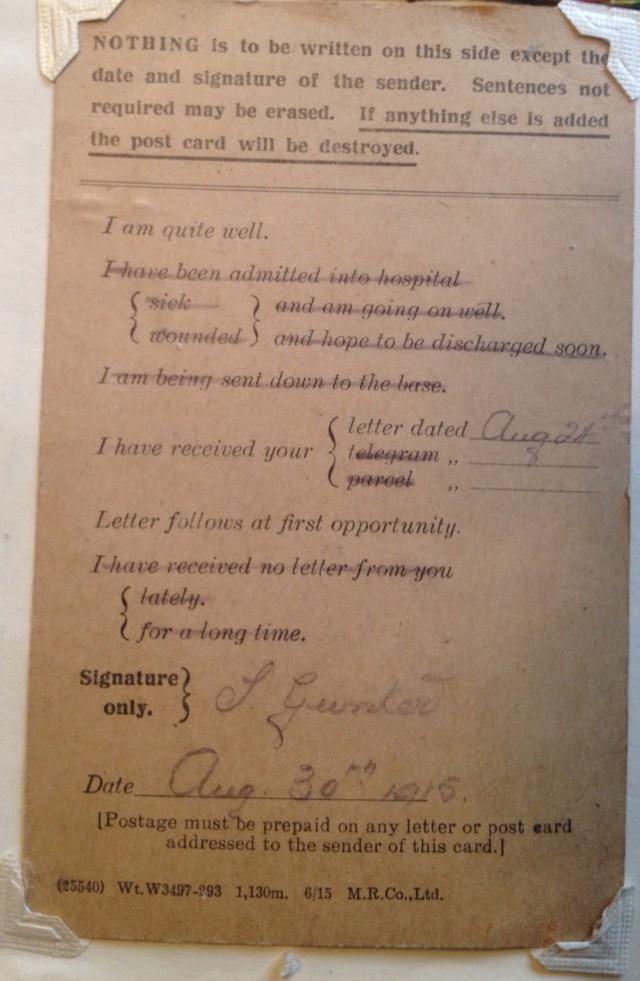 NOTHING is to be written on this side except the
date and signature of the sender. Sentences not
required may be erased. If anything else is added
the post card will be destroyed.
I am quite well.
I have been admitted into hospital
{ sick } and am going on well.
{ wounded } and hope to be discharged soon.
I am being sent down to the base.
I have received your { letter dated Aug 24th
telegram ,,
parcel ,,
Letter follows at first opportunity.
I have received no letter from you
{ lately.
{ for a long time.
Signature } S. Gunter
only.
Date Aug. 30th 1915.
[Postage must be prepaid on any letter or post card
addressed to the sender of this card.]
(25540) Wt.W3497-293 1,130m. 6/15 M.R.Co.,Ltd.